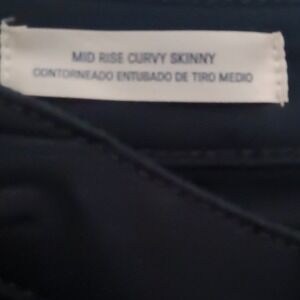 MID RISE CURVY SKINNY
CONTORNEADO ENTUBADO DE TIRO MEDIO